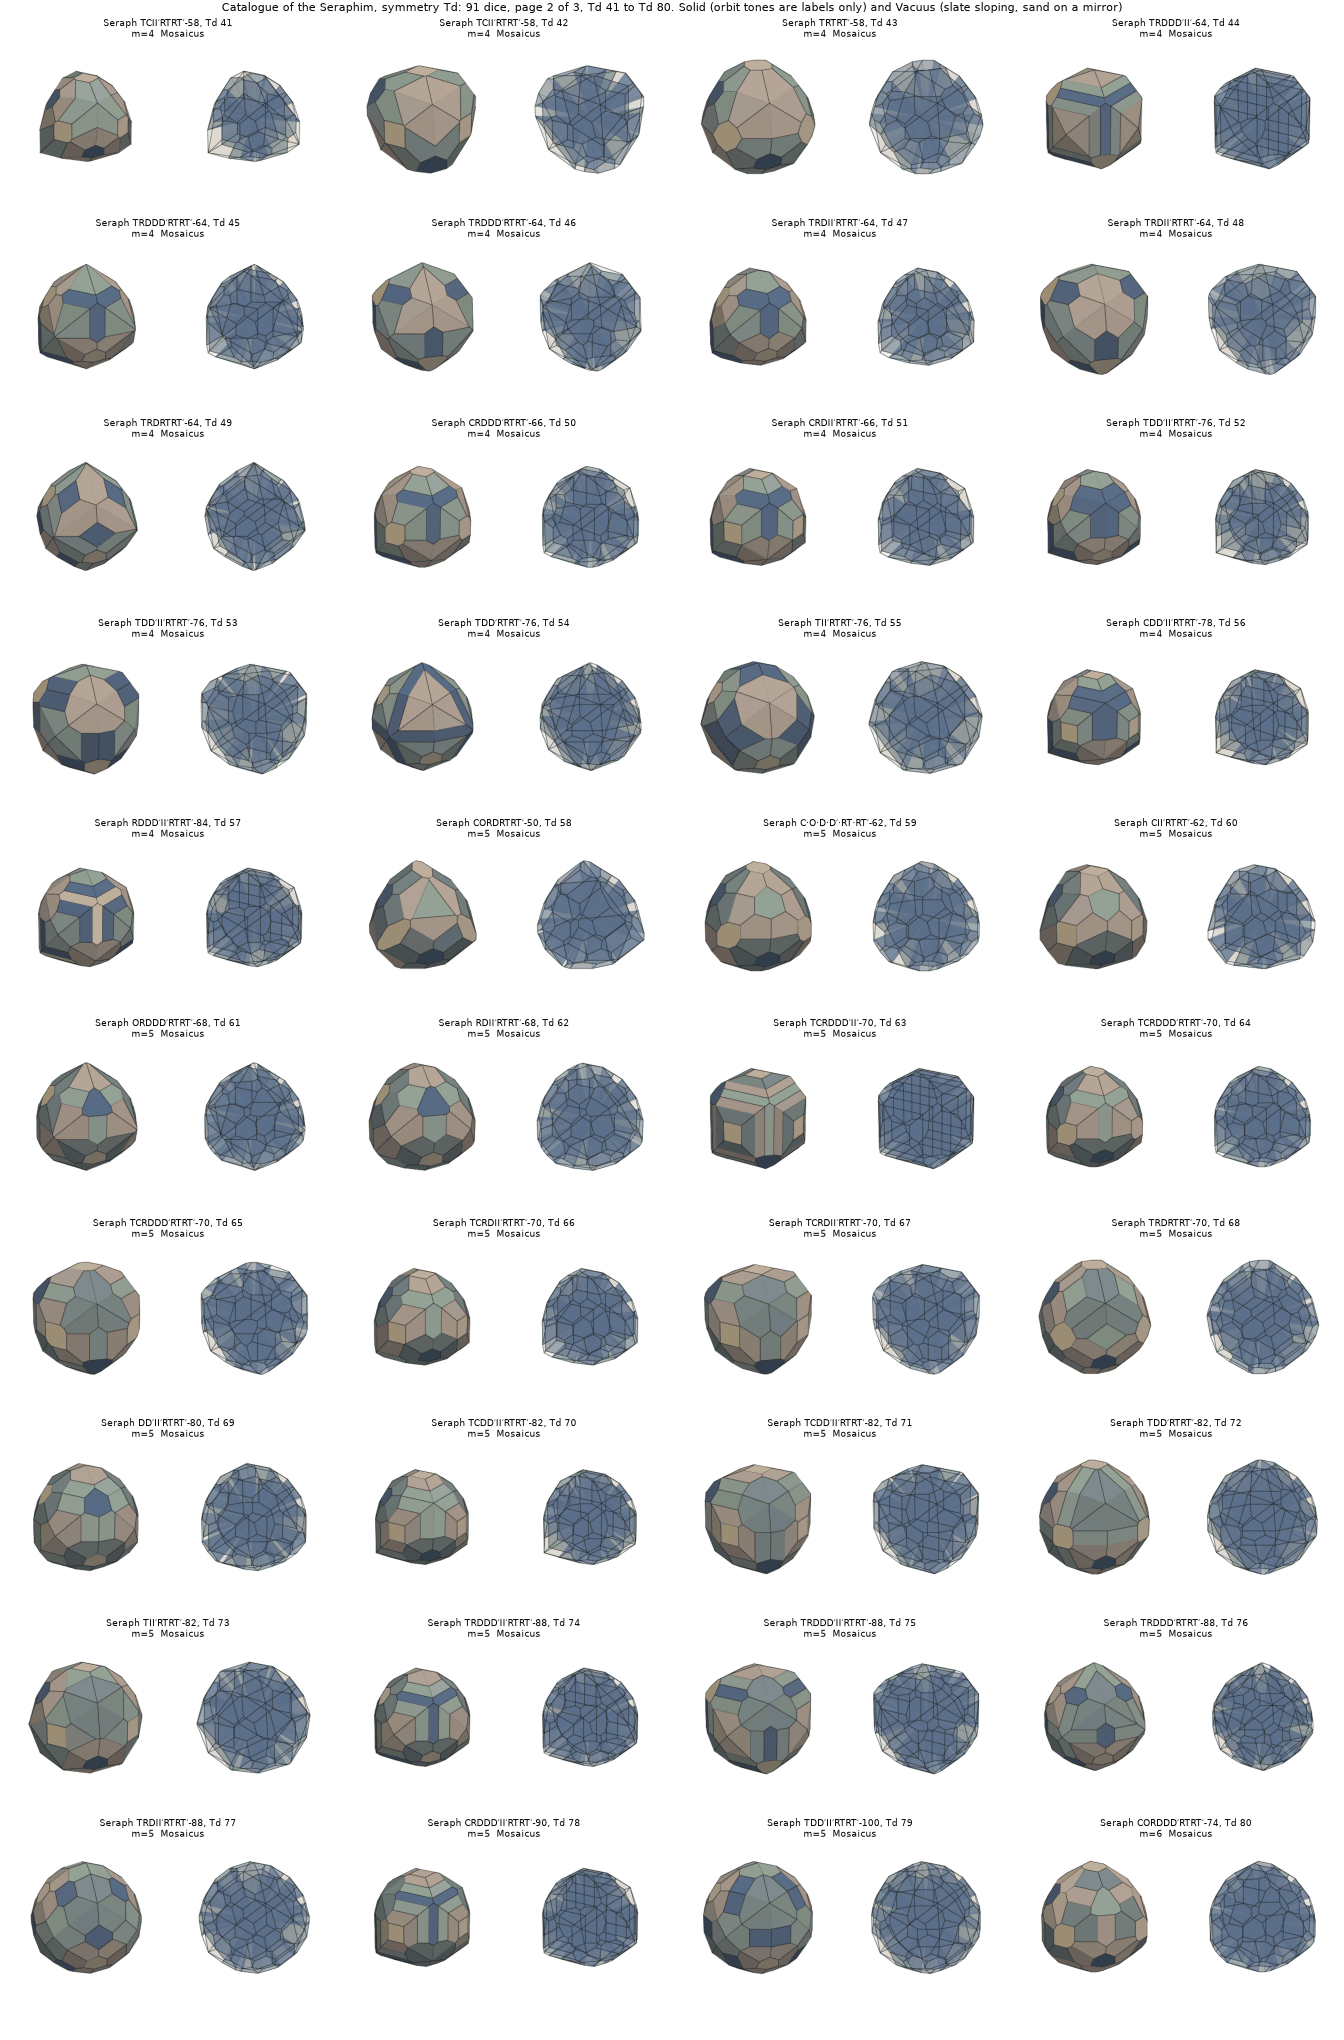 Catalogue of the Seraphim, symmetry Td: 91 dice, page 2 of 3, Td 41 to Td 80. Solid (orbit tones are labels only) and Vacuus (slate sloping, sand on a mirror)
Seraph TCII′RTRT′-58, Td 41
m=4 Mosaicus
Seraph TCII′RTRT′-58, Td 42
m=4 Mosaicus
Seraph TRTRT′-58, Td 43
m=4 Mosaicus
Seraph TRDDD′II′-64, Td 44
m=4 Mosaicus
Seraph TRDDD′RTRT′-64, Td 45
m=4 Mosaicus
Seraph TRDDD′RTRT′-64, Td 46
m=4 Mosaicus
Seraph TRDII′RTRT′-64, Td 47
m=4 Mosaicus
Seraph TRDII′RTRT′-64, Td 48
m=4 Mosaicus
Seraph TRDRTRT′-64, Td 49
m=4 Mosaicus
Seraph CRDDD′RTRT′-66, Td 50
m=4 Mosaicus
Seraph CRDII′RTRT′-66, Td 51
m=4 Mosaicus
Seraph TDD′II′RTRT′-76, Td 52
m=4 Mosaicus
Seraph TDD′II′RTRT′-76, Td 53
m=4 Mosaicus
Seraph TDD′RTRT′-76, Td 54
m=4 Mosaicus
Seraph TII′RTRT′-76, Td 55
m=4 Mosaicus
Seraph CDD′II′RTRT′-78, Td 56
m=4 Mosaicus
Seraph RDDD′II′RTRT′-84, Td 57
m=4 Mosaicus
Seraph CORDRTRT′-50, Td 58
m=5 Mosaicus
Seraph C·O·D·D′·RT·RT′-62, Td 59
m=5 Mosaicus
Seraph CII′RTRT′-62, Td 60
m=5 Mosaicus
Seraph ORDDD′RTRT′-68, Td 61
m=5 Mosaicus
Seraph RDII′RTRT′-68, Td 62
m=5 Mosaicus
Seraph TCRDDD′II′-70, Td 63
m=5 Mosaicus
Seraph TCRDDD′RTRT′-70, Td 64
m=5 Mosaicus
Seraph TCRDDD′RTRT′-70, Td 65
m=5 Mosaicus
Seraph TCRDII′RTRT′-70, Td 66
m=5 Mosaicus
Seraph TCRDII′RTRT′-70, Td 67
m=5 Mosaicus
Seraph TRDRTRT′-70, Td 68
m=5 Mosaicus
Seraph DD′II′RTRT′-80, Td 69
m=5 Mosaicus
Seraph TCDD′II′RTRT′-82, Td 70
m=5 Mosaicus
Seraph TCDD′II′RTRT′-82, Td 71
m=5 Mosaicus
Seraph TDD′RTRT′-82, Td 72
m=5 Mosaicus
Seraph TII′RTRT′-82, Td 73
m=5 Mosaicus
Seraph TRDDD′II′RTRT′-88, Td 74
m=5 Mosaicus
Seraph TRDDD′II′RTRT′-88, Td 75
m=5 Mosaicus
Seraph TRDDD′RTRT′-88, Td 76
m=5 Mosaicus
Seraph TRDII′RTRT′-88, Td 77
m=5 Mosaicus
Seraph CRDDD′II′RTRT′-90, Td 78
m=5 Mosaicus
Seraph TDD′II′RTRT′-100, Td 79
m=5 Mosaicus
Seraph CORDDD′RTRT′-74, Td 80
m=6 Mosaicus